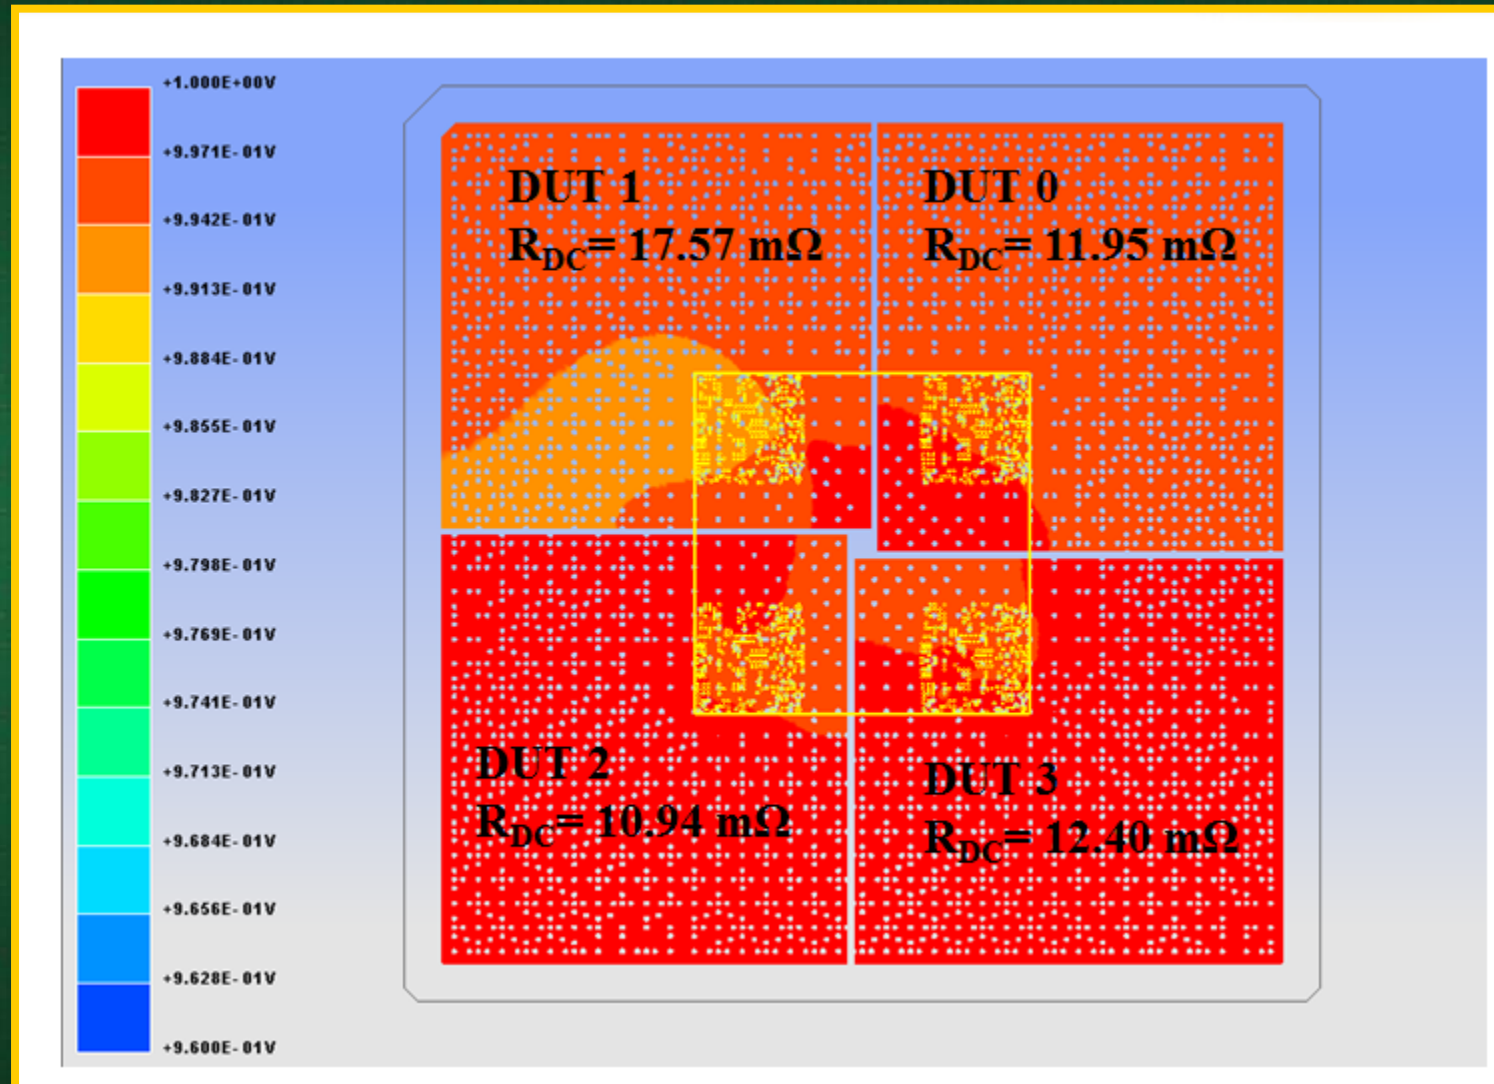 +1.000E+00V
+9.971E-01V
+9.942E-01V
+9.913E-01V
+9.884E-01V
+9.855E-01V
+9.827E-01V
+9.798E-01V
+9.769E-01V
+9.741E-01V
+9.713E-01V
+9.684E-01V
+9.656E-01V
+9.628E-01V
+9.600E-01V
DUT 1
RDC= 17.57 mΩ
DUT 0
RDC= 11.95 mΩ
DUT 2
RDC= 10.94 mΩ
DUT 3
RDC= 12.40 mΩ